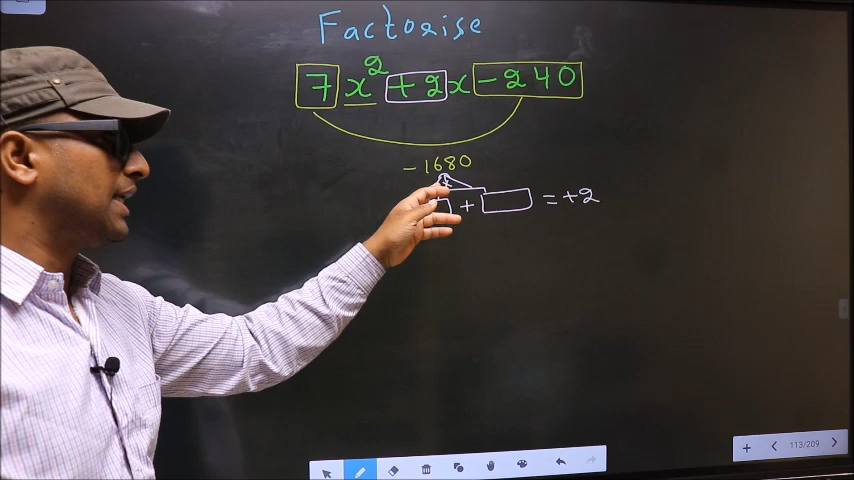 Factorise
7x² + 2x - 240
- 1680
+ = +2
113/209